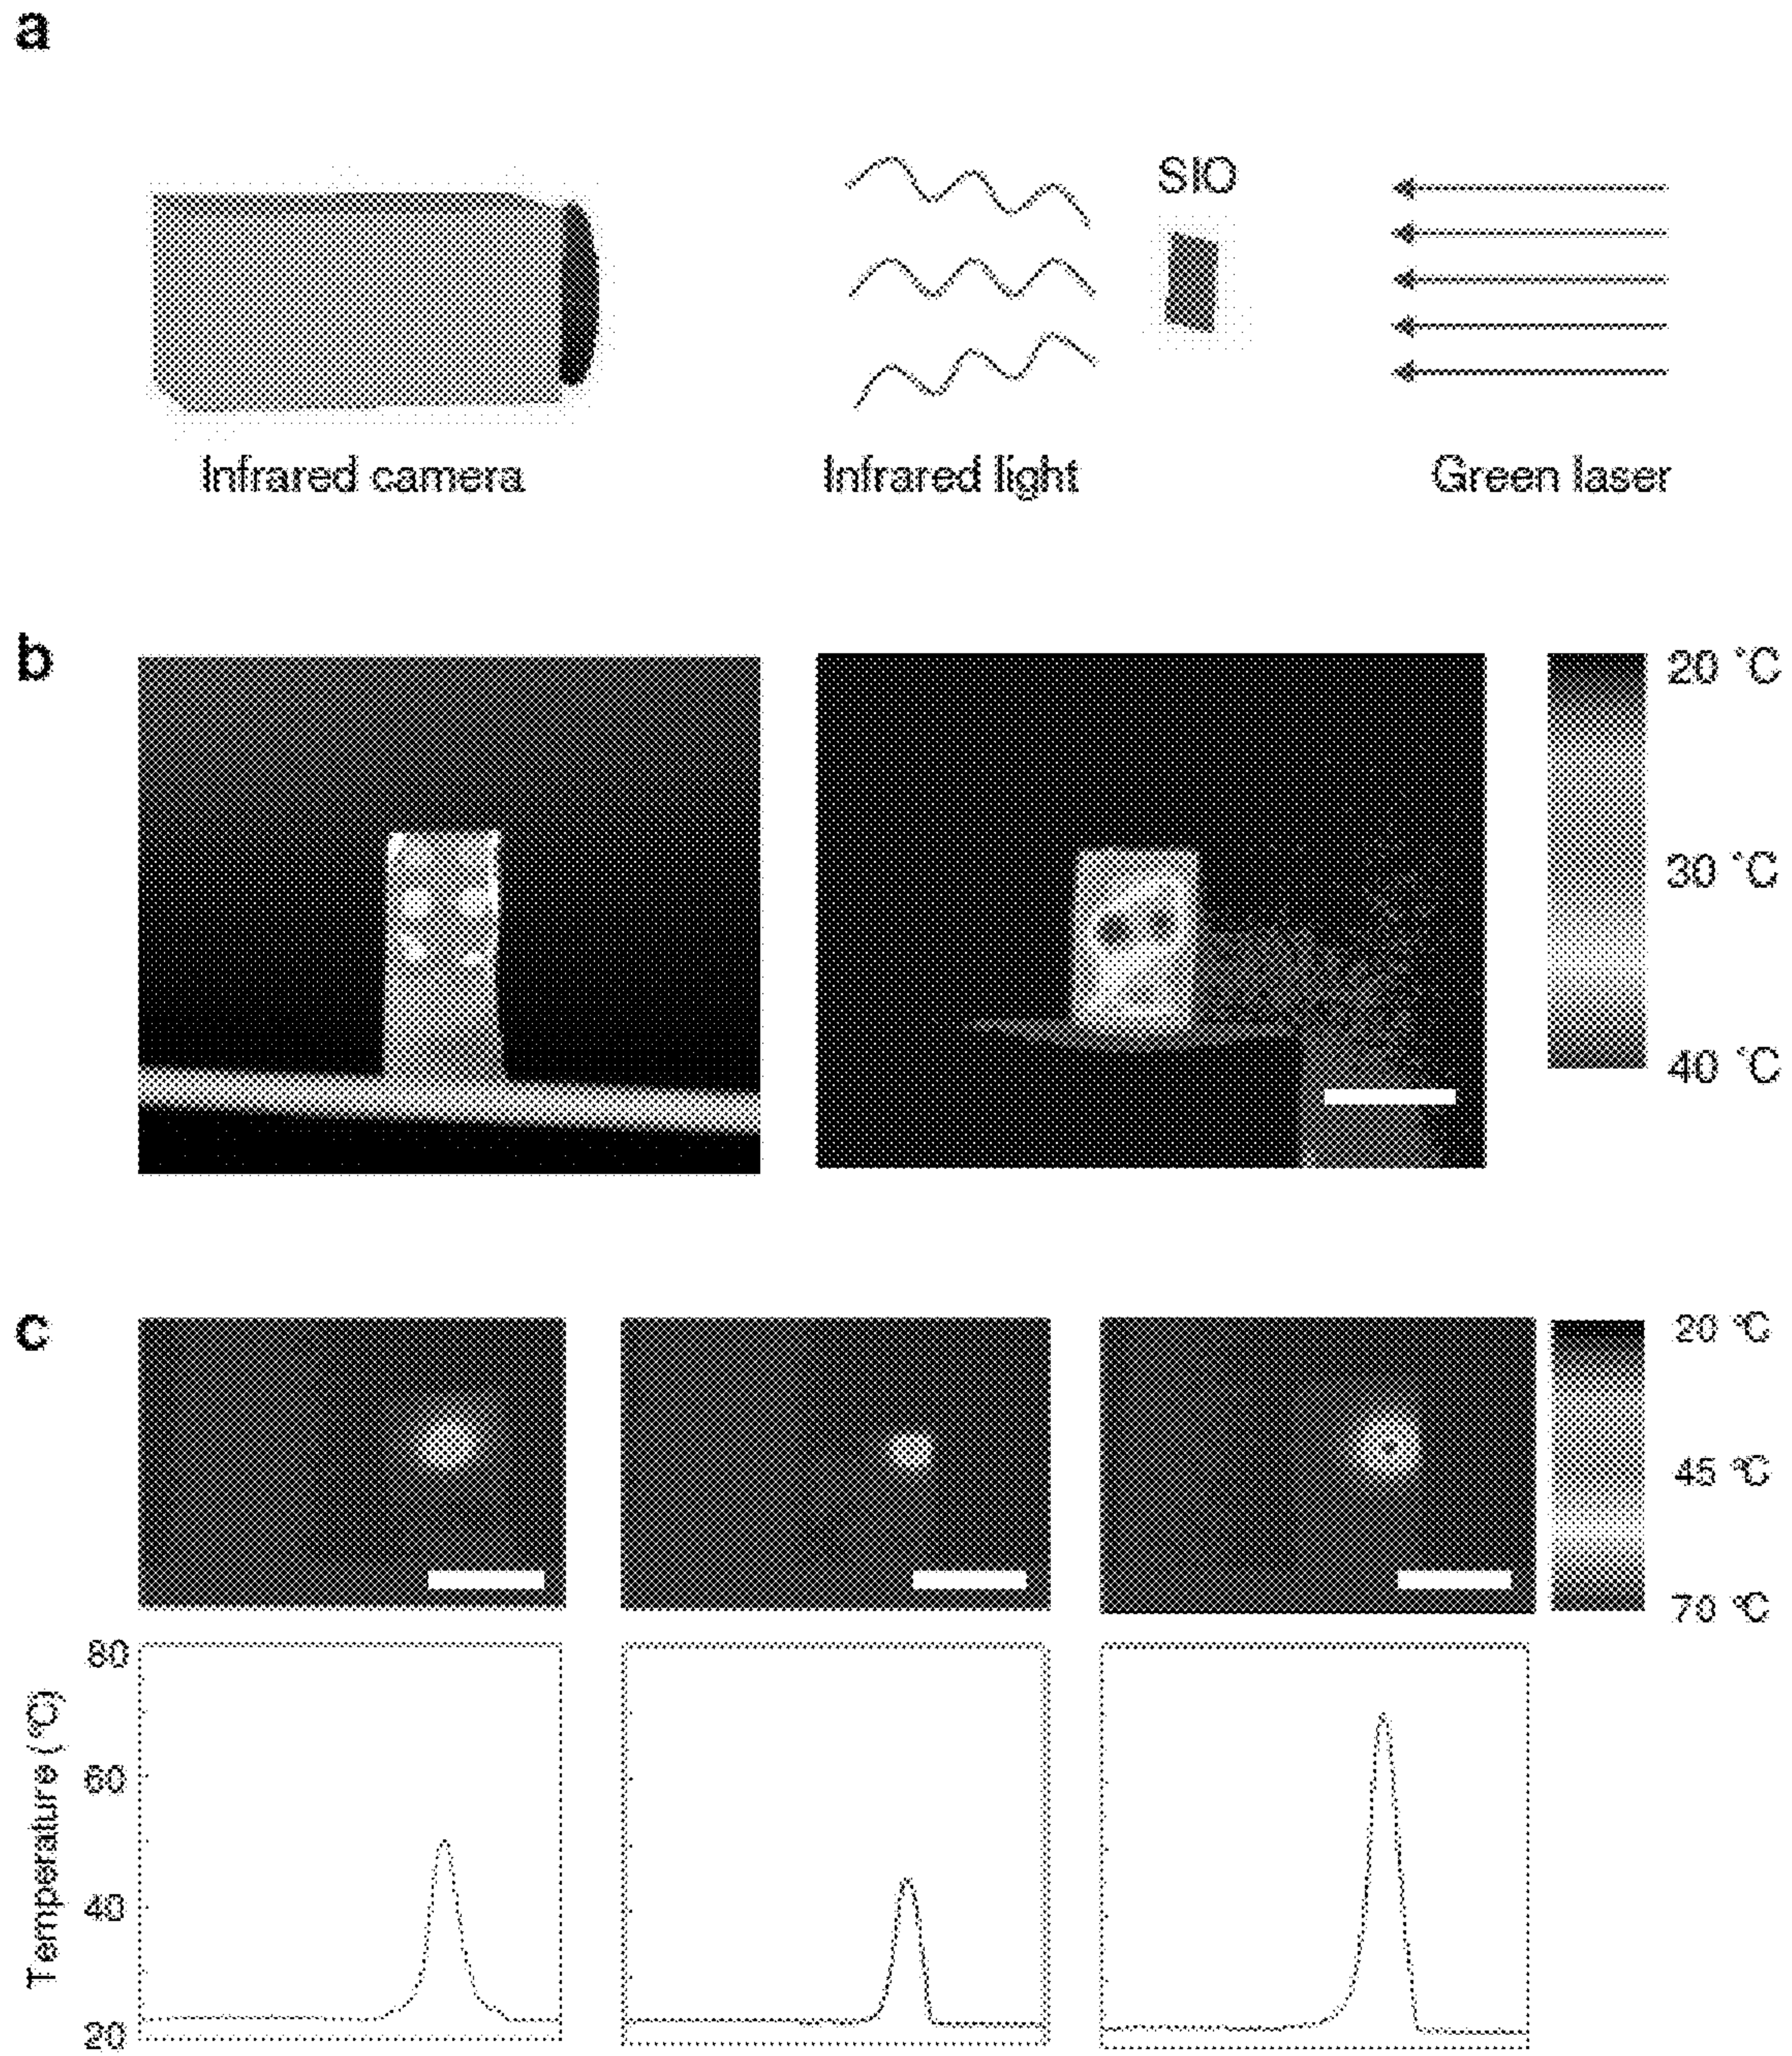 a
SIO
Infrared camera
Infrared light
Green laser
b
20 °C
30 °C
40 °C
c
20 °C
45 °C
70 °C
Temperature (°C)
80
60
40
20